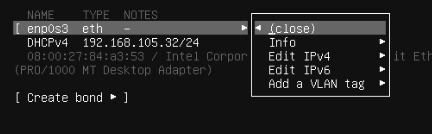 NAME TYPE NOTES
[ enp0s3 eth - ▸
◂ (close)
DHCPv4 192.168.105.32/24
Info ▸
08:00:27:84:a3:53 / Intel Corpor
Edit IPv4 ▸
it Eth
(PRO/1000 MT Desktop Adapter)
Edit IPv6 ▸
Add a VLAN tag ▸
[ Create bond ▸ ]